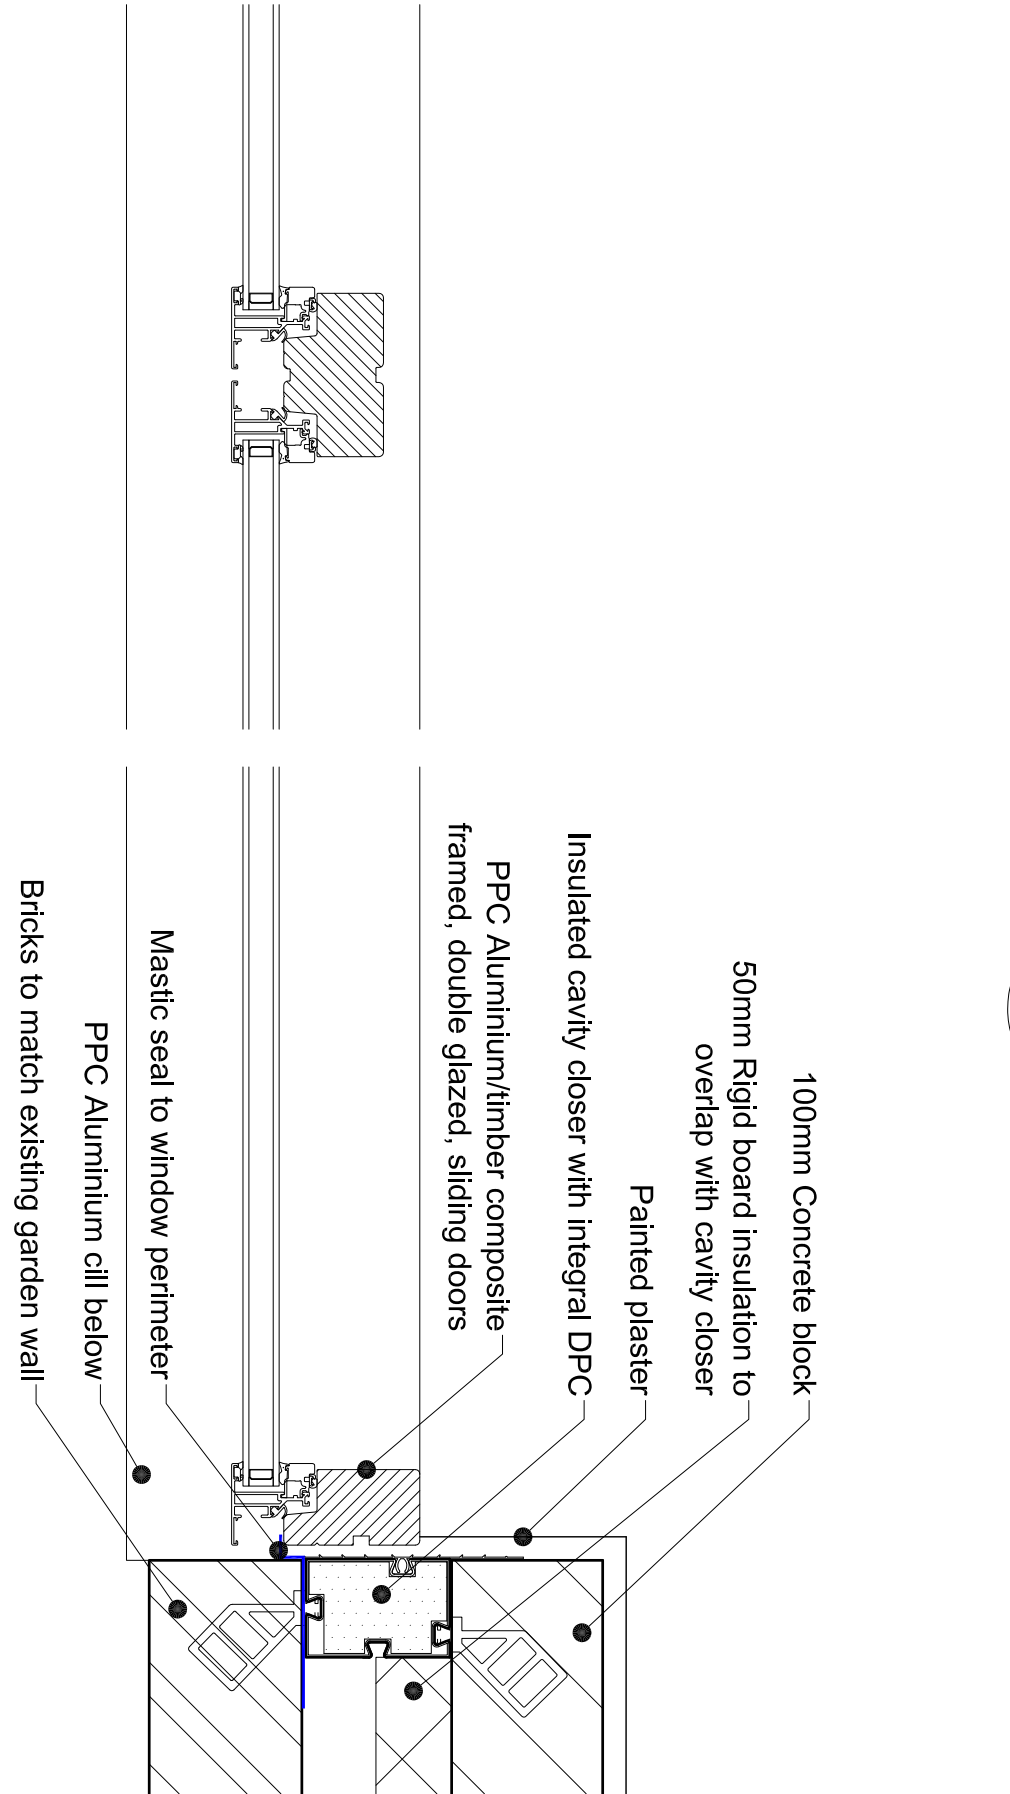 100mm Concrete block
50mm Rigid board insulation to
overlap with cavity closer
Painted plaster
Insulated cavity closer with integral DPC
PPC Aluminium/timber composite
framed, double glazed, sliding doors
Mastic seal to window perimeter
PPC Aluminium cill below
Bricks to match existing garden wall